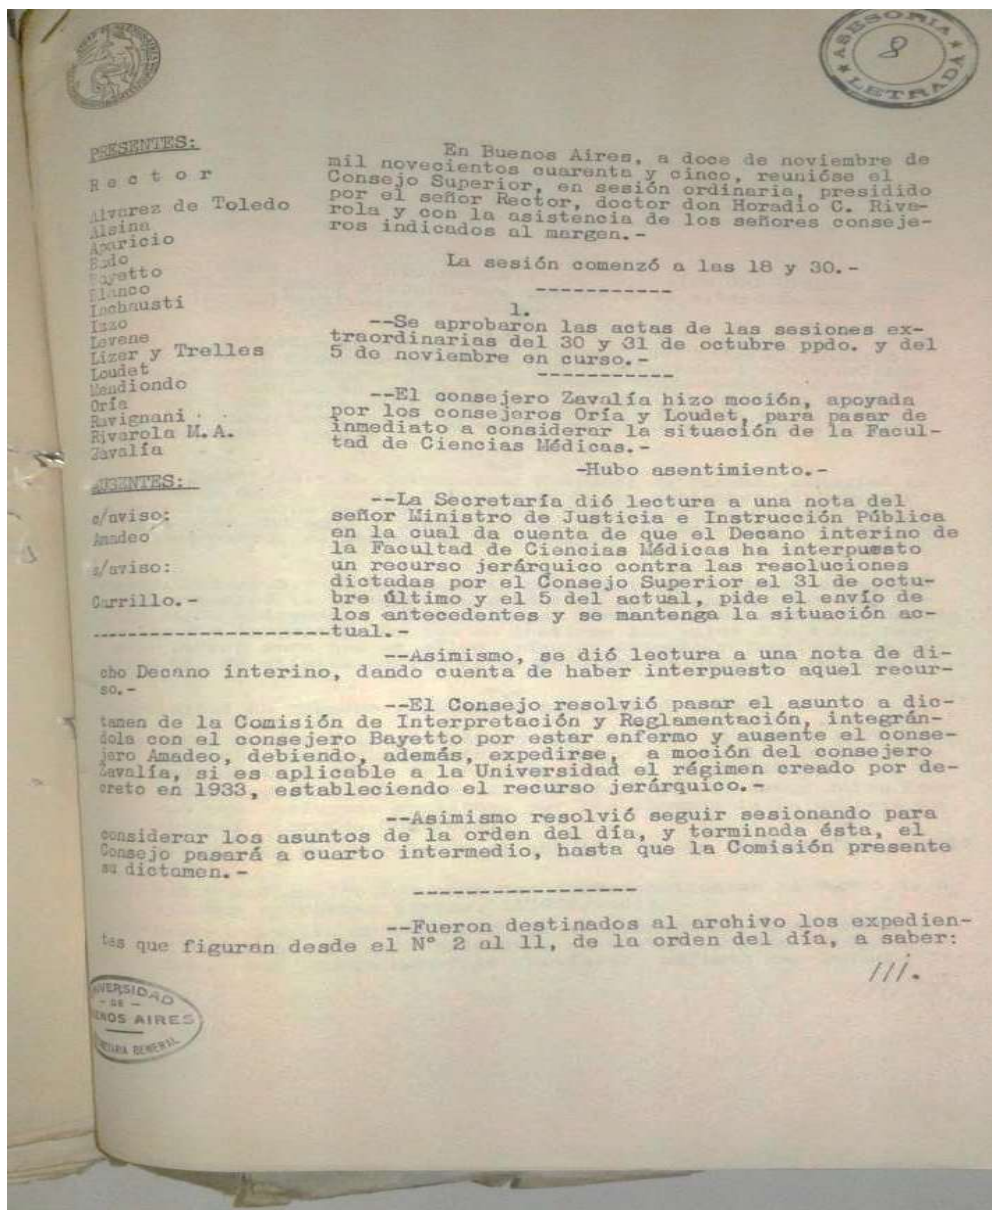 ASESORIA
8
LETRADA
PRESENTES:
R e c t o r
Alvarez de Toledo
Alsina
Aparicio
Bayetto
Blanco
Inchausti
Izzo
Levene
Lizer y Trelles
Loudet
Mendiondo
Oría
Ravignani
Rivarola M.A.
Zavalía
AUSENTES:
c/aviso:
Amadeo
s/aviso:
Carrillo.-
En Buenos Aires, a doce de noviembre de
mil novecientos cuarenta y cinco, reunióse el
Consejo Superior, en sesión ordinaria, presidido
por el señor Rector, doctor don Horadio C. Riva-
rola y con la asistencia de los señores conseje-
ros indicados al margen.-
La sesión comenzó a las 18 y 30.-
-----------
1.
--Se aprobaron las actas de las sesiones ex-
traordinarias del 30 y 31 de octubre ppdo. y del
5 de noviembre en curso.-
-----------
--El consejero Zavalía hizo moción, apoyada
por los consejeros Oría y Loudet, para pasar de
inmediato a considerar la situación de la Facul-
tad de Ciencias Médicas.-
-Hubo asentimiento.-
--La Secretaría dió lectura a una nota del
señor Ministro de Justicia e Instrucción Pública
en la cual da cuenta de que el Decano interino de
la Facultad de Ciencias Médicas ha interpuesto
un recurso jerárquico contra las resoluciones
dictadas por el Consejo Superior el 31 de octu-
bre último y el 5 del actual, pide el envío de
los antecedentes y se mantenga la situación ac-
--------------------tual.-
--Asimismo, se dió lectura a una nota de di-
cho Decano interino, dando cuenta de haber interpuesto aquel recur-
so.-
--El Consejo resolvió pasar el asunto a dic-
tamen de la Comisión de Interpretación y Reglamentación, integrán-
dola con el consejero Bayetto por estar enfermo y ausente el conse-
jero Amadeo, debiendo, además, expedirse, a moción del consejero
Zavalía, si es aplicable a la Universidad el régimen creado por de-
creto en 1933, estableciendo el recurso jerárquico.-
--Asimismo resolvió seguir sesionando para
considerar los asuntos de la orden del día, y terminada ésta, el
Consejo pasará a cuarto intermedio, hasta que la Comisión presente
su dictamen.-
-----------------
--Fueron destinados al archivo los expedien-
tes que figuran desde el N° 2 al 11, de la orden del día, a saber:
///.
UNIVERSIDAD
- DE -
BUENOS AIRES
SECRETARIA GENERAL